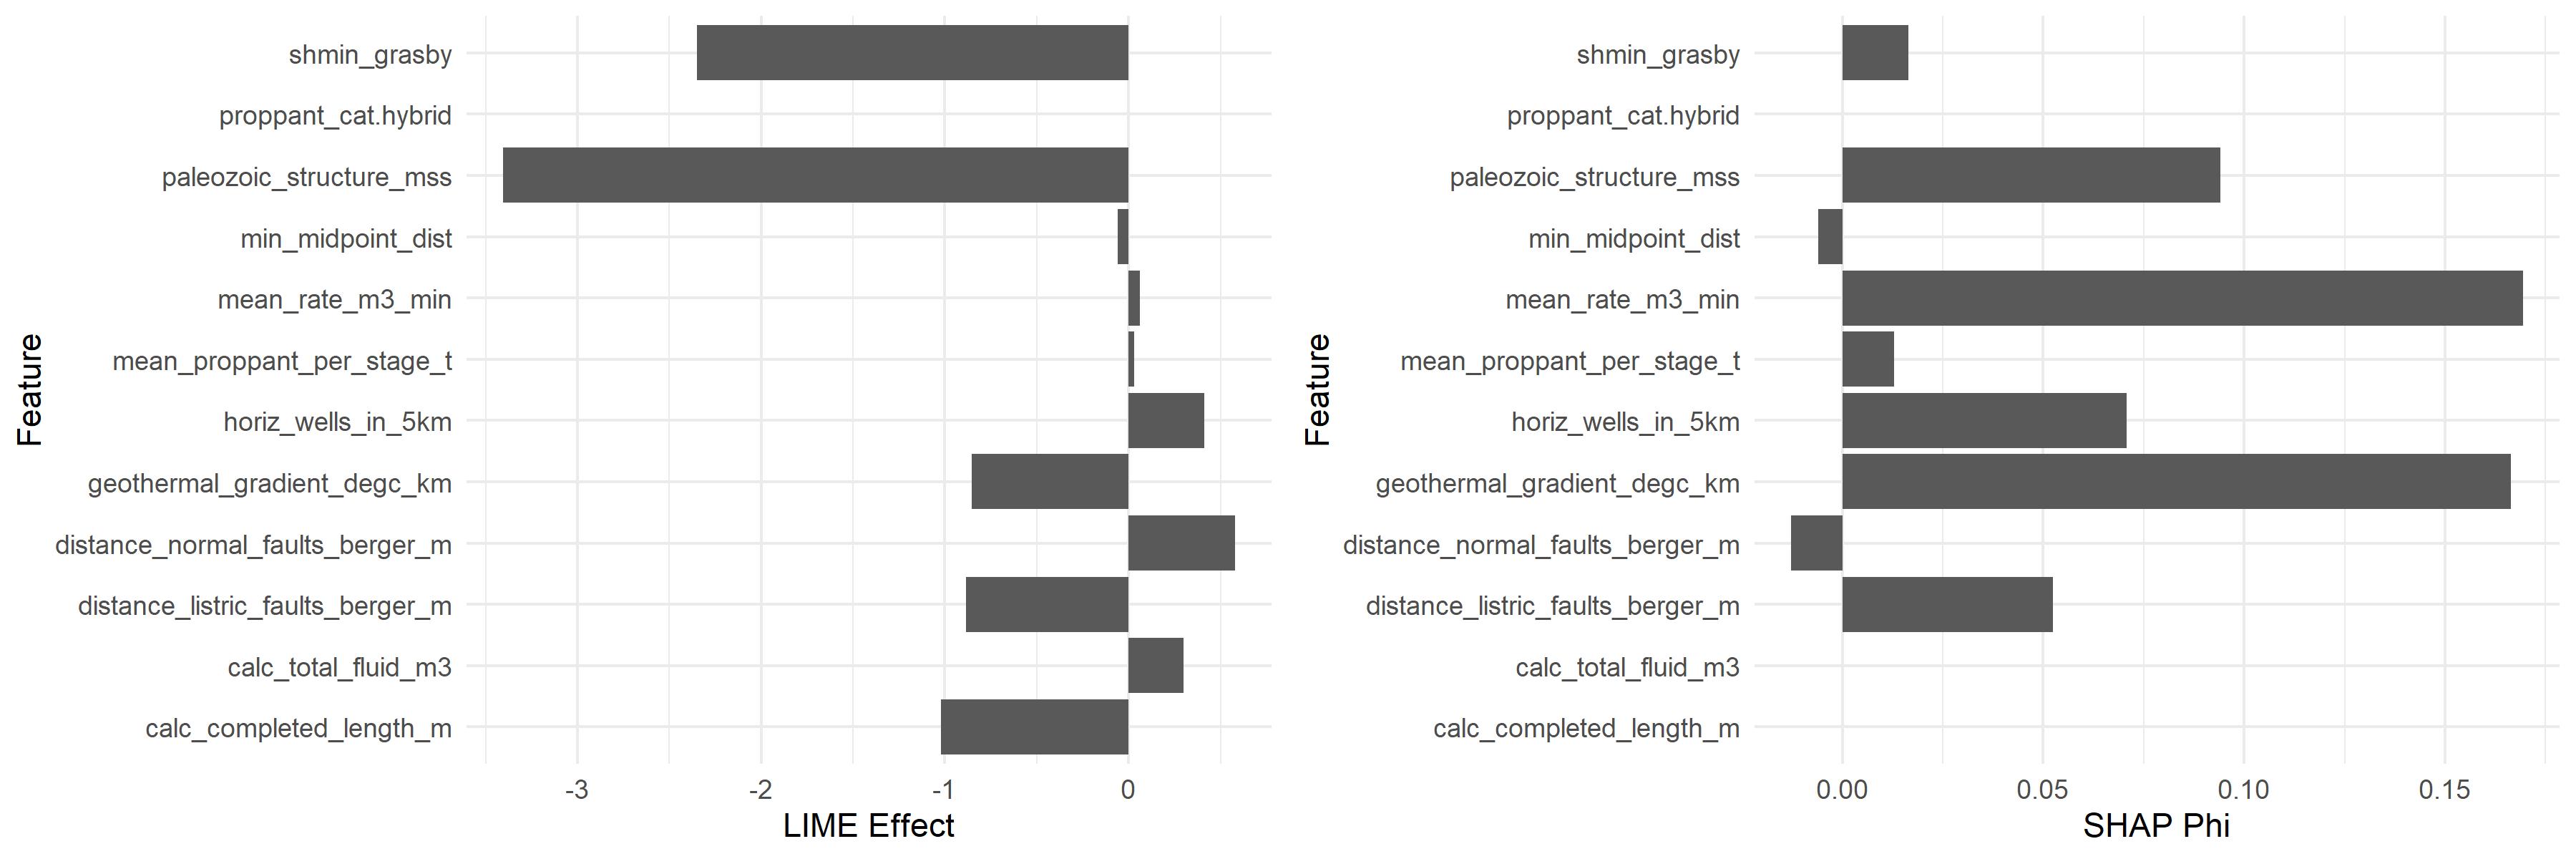 Feature
shmin_grasby
proppant_cat.hybrid
paleozoic_structure_mss
min_midpoint_dist
mean_rate_m3_min
mean_proppant_per_stage_t
horiz_wells_in_5km
geothermal_gradient_degc_km
distance_normal_faults_berger_m
distance_listric_faults_berger_m
calc_total_fluid_m3
calc_completed_length_m
-3 -2 -1 0
LIME Effect
Feature
shmin_grasby
proppant_cat.hybrid
paleozoic_structure_mss
min_midpoint_dist
mean_rate_m3_min
mean_proppant_per_stage_t
horiz_wells_in_5km
geothermal_gradient_degc_km
distance_normal_faults_berger_m
distance_listric_faults_berger_m
calc_total_fluid_m3
calc_completed_length_m
0.00 0.05 0.10 0.15
SHAP Phi